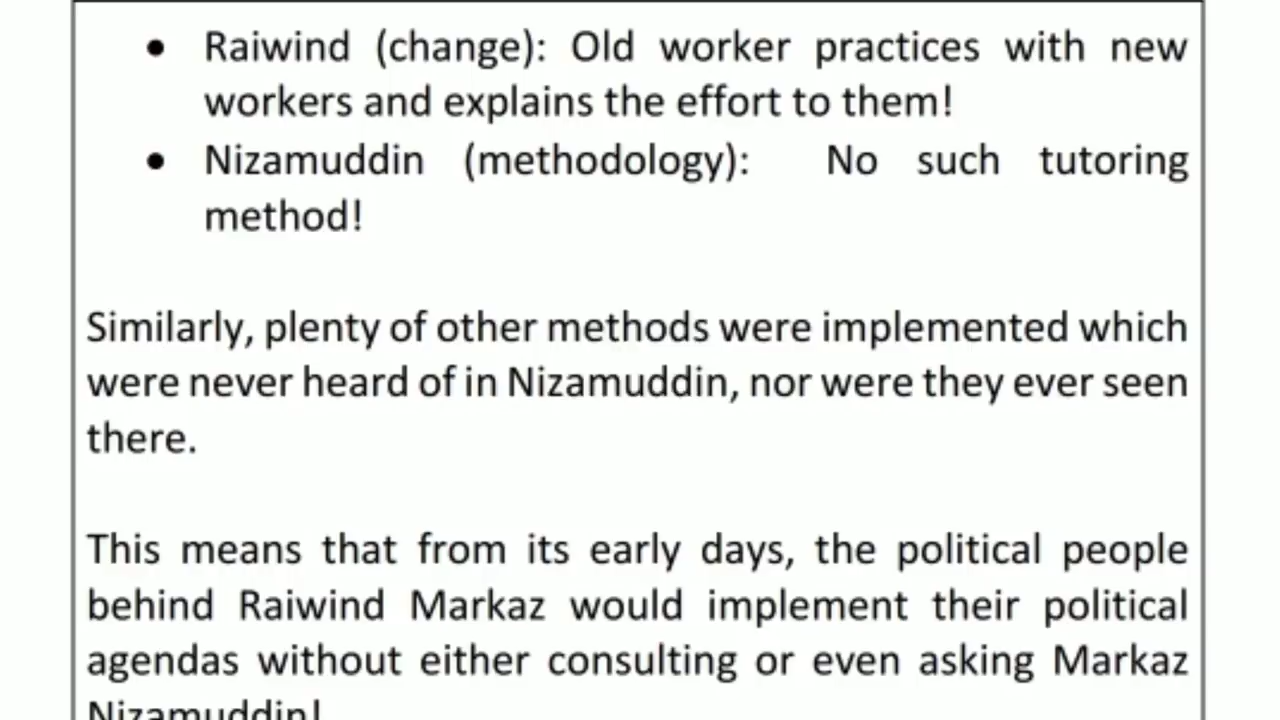 • Raiwind (change): Old worker practices with new
workers and explains the effort to them!
• Nizamuddin (methodology): No such tutoring
method!
Similarly, plenty of other methods were implemented which
were never heard of in Nizamuddin, nor were they ever seen
there.
This means that from its early days, the political people
behind Raiwind Markaz would implement their political
agendas without either consulting or even asking Markaz
Nizamuddin!